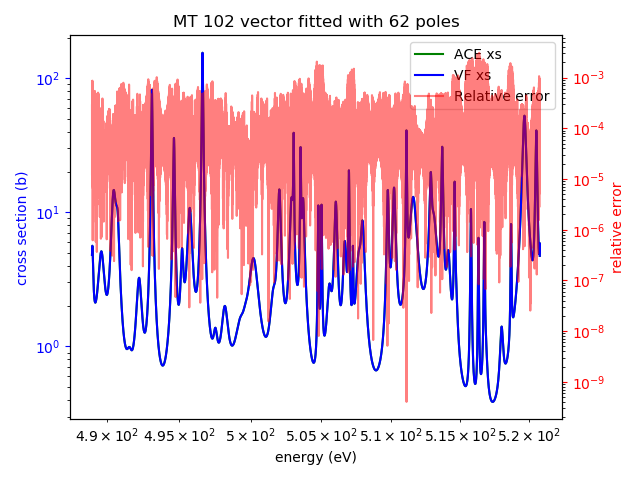 MT 102 vector fitted with 62 poles
ACE xs
VF xs
Relative error
cross section (b)
10²
10¹
10⁰
relative error
10⁻³
10⁻⁴
10⁻⁵
10⁻⁶
10⁻⁷
10⁻⁸
10⁻⁹
4.9 × 10² 4.95 × 10² 5 × 10² 5.05 × 10² 5.1 × 10² 5.15 × 10² 5.2 × 10²
energy (eV)